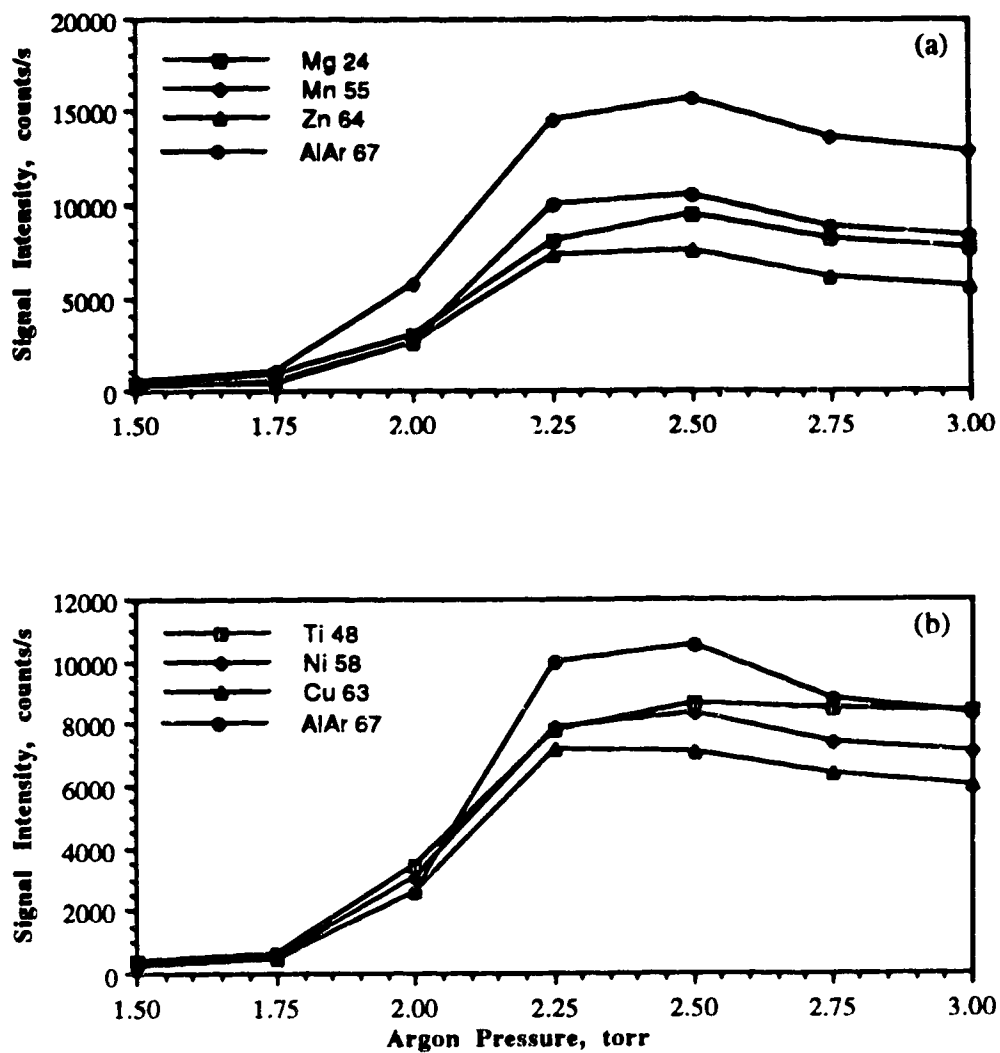 20000
15000
10000
5000
0
Signal Intensity, counts/s
(a)
Mg 24
Mn 55
Zn 64
AlAr 67
1.50 1.75 2.00 2.25 2.50 2.75 3.00
12000
10000
8000
6000
4000
2000
0
Signal Intensity, counts/s
(b)
Ti 48
Ni 58
Cu 63
AlAr 67
1.50 1.75 2.00 2.25 2.50 2.75 3.00
Argon Pressure, torr